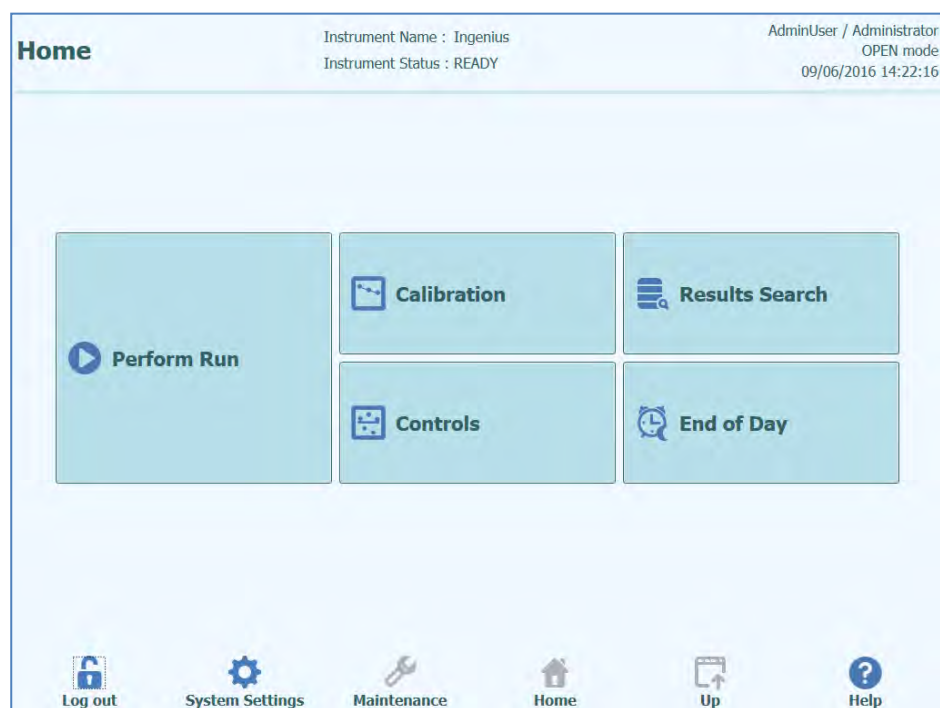 Home
Instrument Name : Ingenius
Instrument Status : READY
AdminUser / Administrator
OPEN mode
09/06/2016 14:22:16
Perform Run
Calibration
Results Search
Controls
End of Day
Log out
System Settings
Maintenance
Home
Up
Help